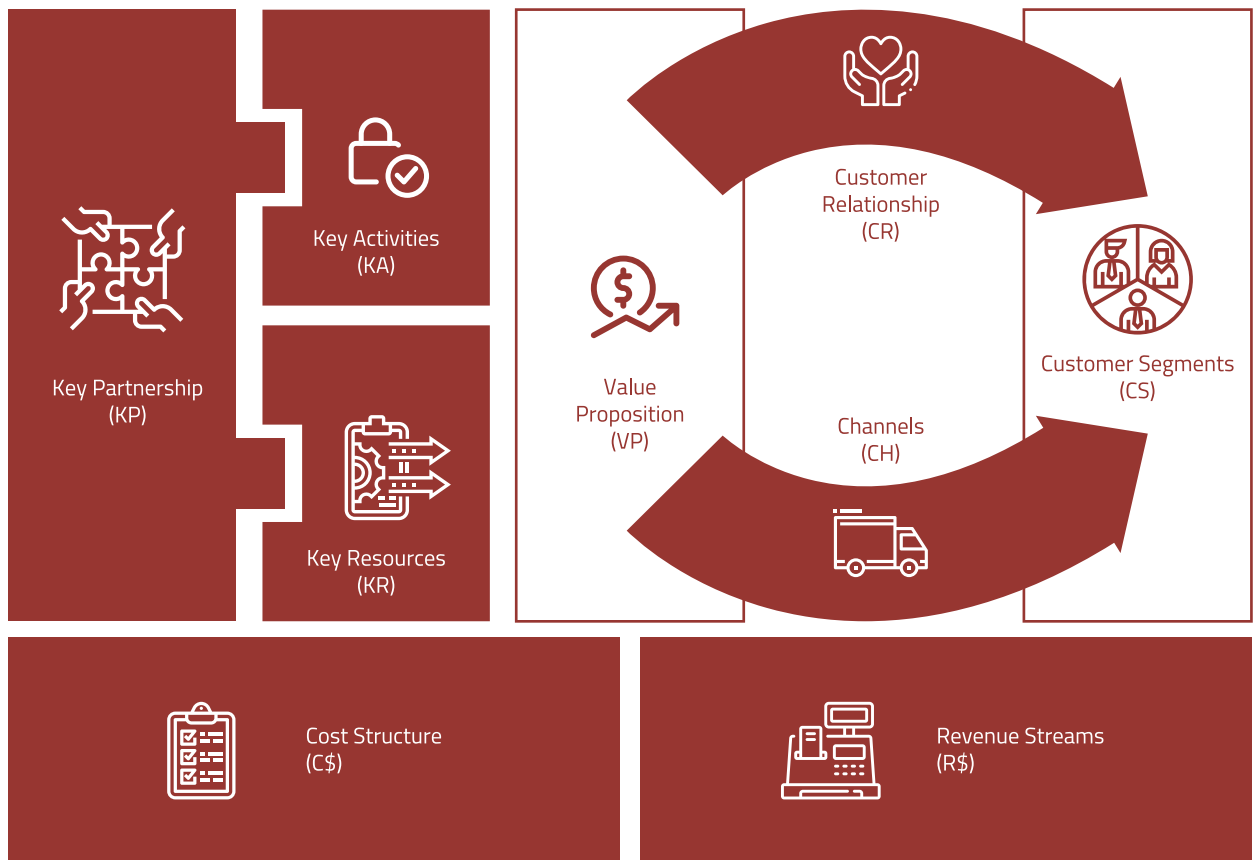 Key Partnership
(KP)
Key Activities
(KA)
Key Resources
(KR)
Value
Proposition
(VP)
Customer
Relationship
(CR)
Channels
(CH)
Customer Segments
(CS)
Cost Structure
(C$)
Revenue Streams
(R$)